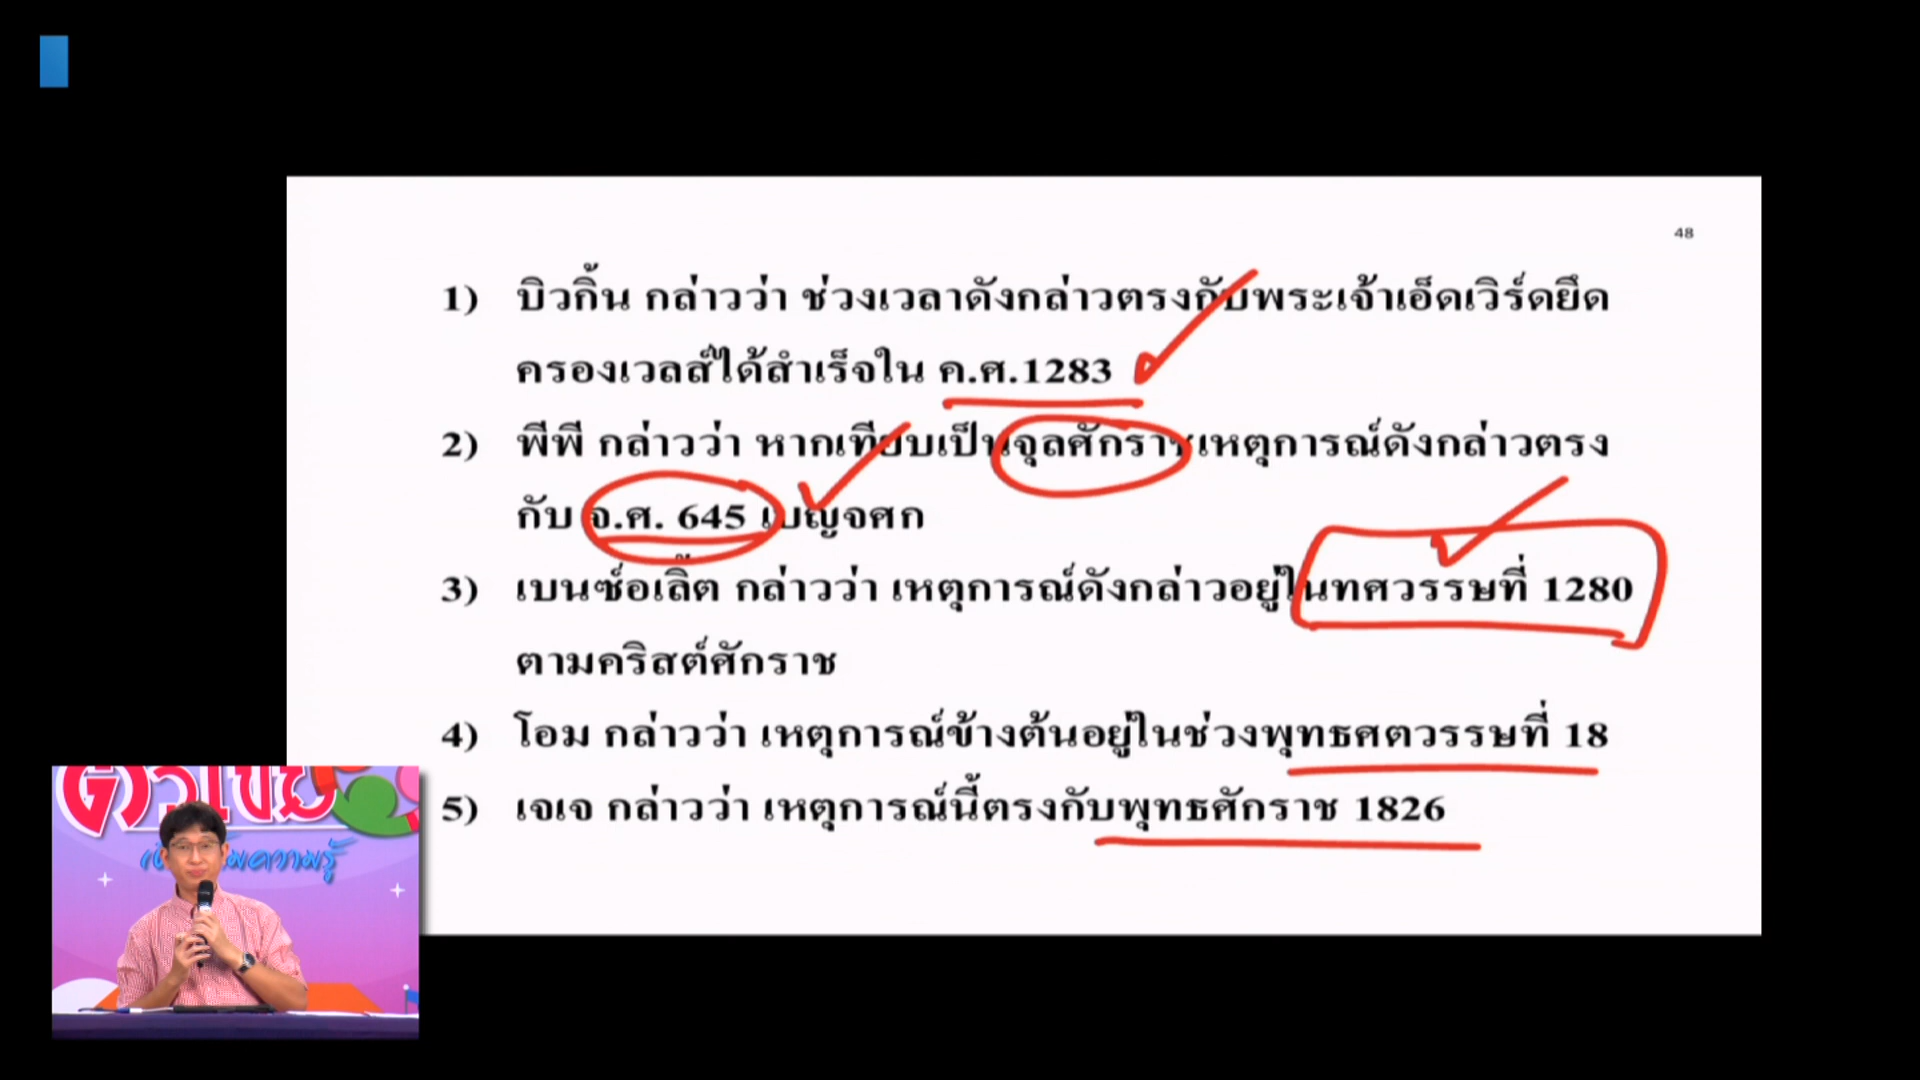 48
1) บิวกิ้น กล่าวว่า ช่วงเวลาดังกล่าวตรงกับพระเจ้าเอ็ดเวิร์ดยึด
ครองเวลส์ได้สำเร็จใน ค.ศ.1283
2) พีพี กล่าวว่า หากเทียบเป็นจุลศักราชเหตุการณ์ดังกล่าวตรง
กับ จ.ศ. 645 เบญจศก
3) เบนซ์อเลิ้ต กล่าวว่า เหตุการณ์ดังกล่าวอยู่ในทศวรรษที่ 1280
ตามคริสต์ศักราช
4) โอม กล่าวว่า เหตุการณ์ข้างต้นอยู่ในช่วงพุทธศตวรรษที่ 18
5) เจเจ กล่าวว่า เหตุการณ์นี้ตรงกับพุทธศักราช 1826